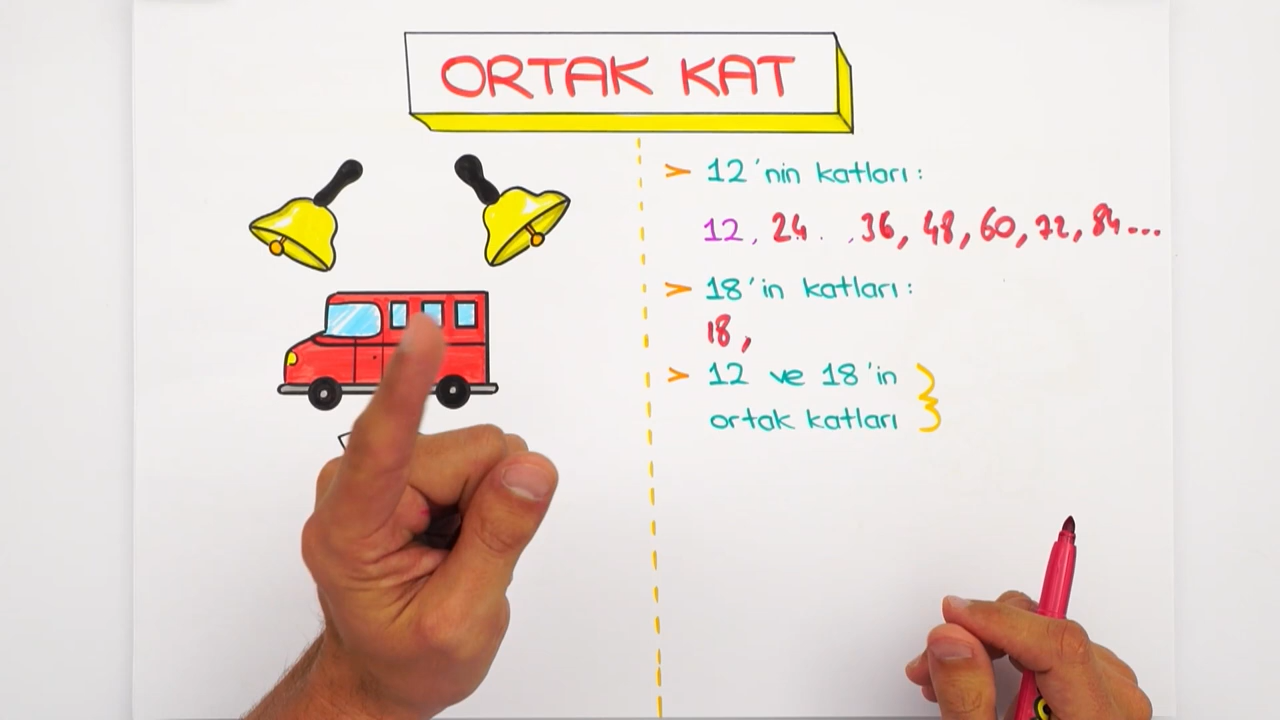 ORTAK KAT
> 12'nin katları:
12, 24 . , 36, 48, 60, 72, 84...
> 18'in katları:
18,
> 12 ve 18'in
ortak katları